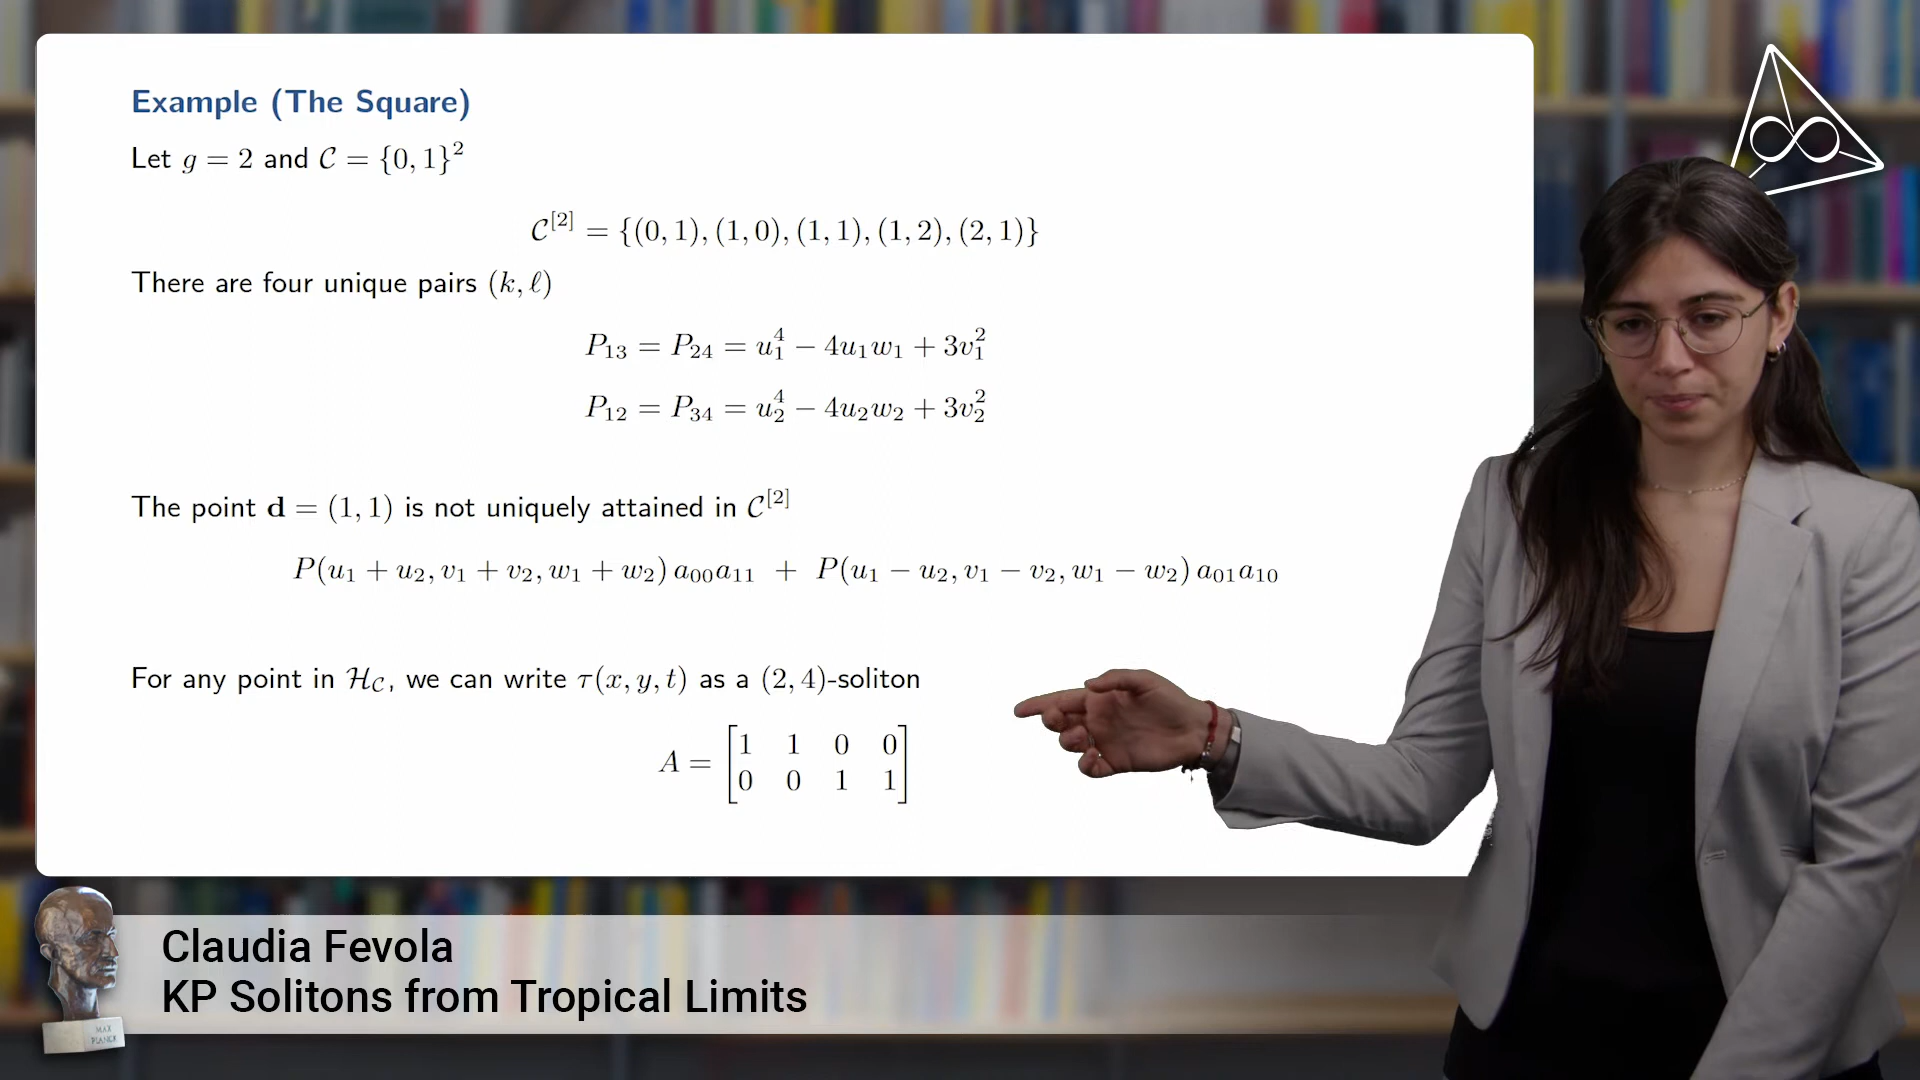 Example (The Square)
Let g = 2 and 𝒞 = {0, 1}²
𝒞^[2] = {(0, 1), (1, 0), (1, 1), (1, 2), (2, 1)}
There are four unique pairs (k, ℓ)
P₁₃ = P₂₄ = u₁⁴ − 4u₁w₁ + 3v₁²
P₁₂ = P₃₄ = u₂⁴ − 4u₂w₂ + 3v₂²
The point d = (1, 1) is not uniquely attained in 𝒞^[2]
P(u₁ + u₂, v₁ + v₂, w₁ + w₂) a₀₀a₁₁ + P(u₁ − u₂, v₁ − v₂, w₁ − w₂) a₀₁a₁₀
For any point in ℋ_𝒞, we can write τ(x, y, t) as a (2, 4)-soliton
A = [1 1 0 0
0 0 1 1]
Claudia Fevola
KP Solitons from Tropical Limits
MAX
PLANCK